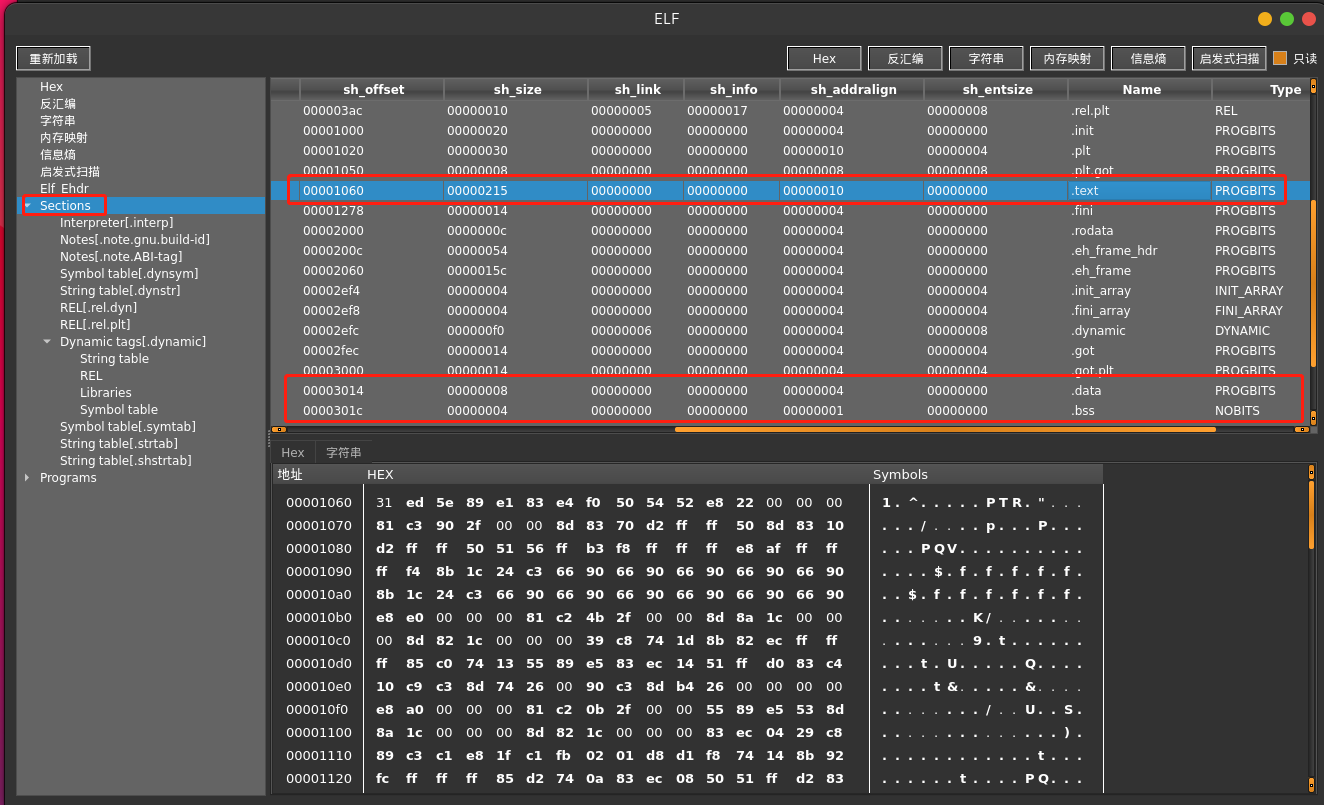 ELF
重新加载 Hex 反汇编 字符串 内存映射 信息熵 启发式扫描 只读
Hex
反汇编
字符串
内存映射
信息熵
启发式扫描
Elf_Ehdr
Sections
Interpreter[.interp]
Notes[.note.gnu.build-id]
Notes[.note.ABI-tag]
Symbol table[.dynsym]
String table[.dynstr]
REL[.rel.dyn]
REL[.rel.plt]
Dynamic tags[.dynamic]
String table
REL
Libraries
Symbol table
Symbol table[.symtab]
String table[.strtab]
String table[.shstrtab]
Programs
sh_offset sh_size sh_link sh_info sh_addralign sh_entsize Name Type
000003ac 00000010 00000005 00000017 00000004 00000008 .rel.plt REL
00001000 00000020 00000000 00000000 00000004 00000000 .init PROGBITS
00001020 00000030 00000000 00000000 00000010 00000004 .plt PROGBITS
00001050 00000008 00000000 00000000 00000008 00000008 .plt.got PROGBITS
00001060 00000215 00000000 00000000 00000010 00000000 .text PROGBITS
00001278 00000014 00000000 00000000 00000004 00000000 .fini PROGBITS
00002000 0000000c 00000000 00000000 00000004 00000000 .rodata PROGBITS
0000200c 00000054 00000000 00000000 00000004 00000000 .eh_frame_hdr PROGBITS
00002060 0000015c 00000000 00000000 00000004 00000000 .eh_frame PROGBITS
00002ef4 00000004 00000000 00000000 00000004 00000004 .init_array INIT_ARRAY
00002ef8 00000004 00000000 00000000 00000004 00000004 .fini_array FINI_ARRAY
00002efc 000000f0 00000006 00000000 00000004 00000008 .dynamic DYNAMIC
00002fec 00000014 00000000 00000000 00000004 00000004 .got PROGBITS
00003000 00000014 00000000 00000000 00000004 00000004 .got.plt PROGBITS
00003014 00000008 00000000 00000000 00000004 00000000 .data PROGBITS
0000301c 00000004 00000000 00000000 00000001 00000000 .bss NOBITS
Hex 字符串
地址 HEX Symbols
00001060 31 ed 5e 89 e1 83 e4 f0 50 54 52 e8 22 00 00 00 1.^.....PTR."...
00001070 81 c3 90 2f 00 00 8d 83 70 d2 ff ff 50 8d 83 10 .../....p...P...
00001080 d2 ff ff 50 51 56 ff b3 f8 ff ff ff e8 af ff ff ...PQV..........
00001090 ff f4 8b 1c 24 c3 66 90 66 90 66 90 66 90 66 90 ....$.f.f.f.f.f.
000010a0 8b 1c 24 c3 66 90 66 90 66 90 66 90 66 90 66 90 ..$.f.f.f.f.f.f.
000010b0 e8 e0 00 00 00 81 c2 4b 2f 00 00 8d 8a 1c 00 00 .......K/.......
000010c0 00 8d 82 1c 00 00 00 39 c8 74 1d 8b 82 ec ff ff .......9.t......
000010d0 ff 85 c0 74 13 55 89 e5 83 ec 14 51 ff d0 83 c4 ...t.U.....Q....
000010e0 10 c9 c3 8d 74 26 00 90 c3 8d b4 26 00 00 00 00 ....t&.....&....
000010f0 e8 a0 00 00 00 81 c2 0b 2f 00 00 55 89 e5 53 8d ......../..U..S.
00001100 8a 1c 00 00 00 8d 82 1c 00 00 00 83 ec 04 29 c8 ..............).
00001110 89 c3 c1 e8 1f c1 fb 02 01 d8 d1 f8 74 14 8b 92 ............t...
00001120 fc ff ff ff 85 d2 74 0a 83 ec 08 50 51 ff d2 83 ......t....PQ...